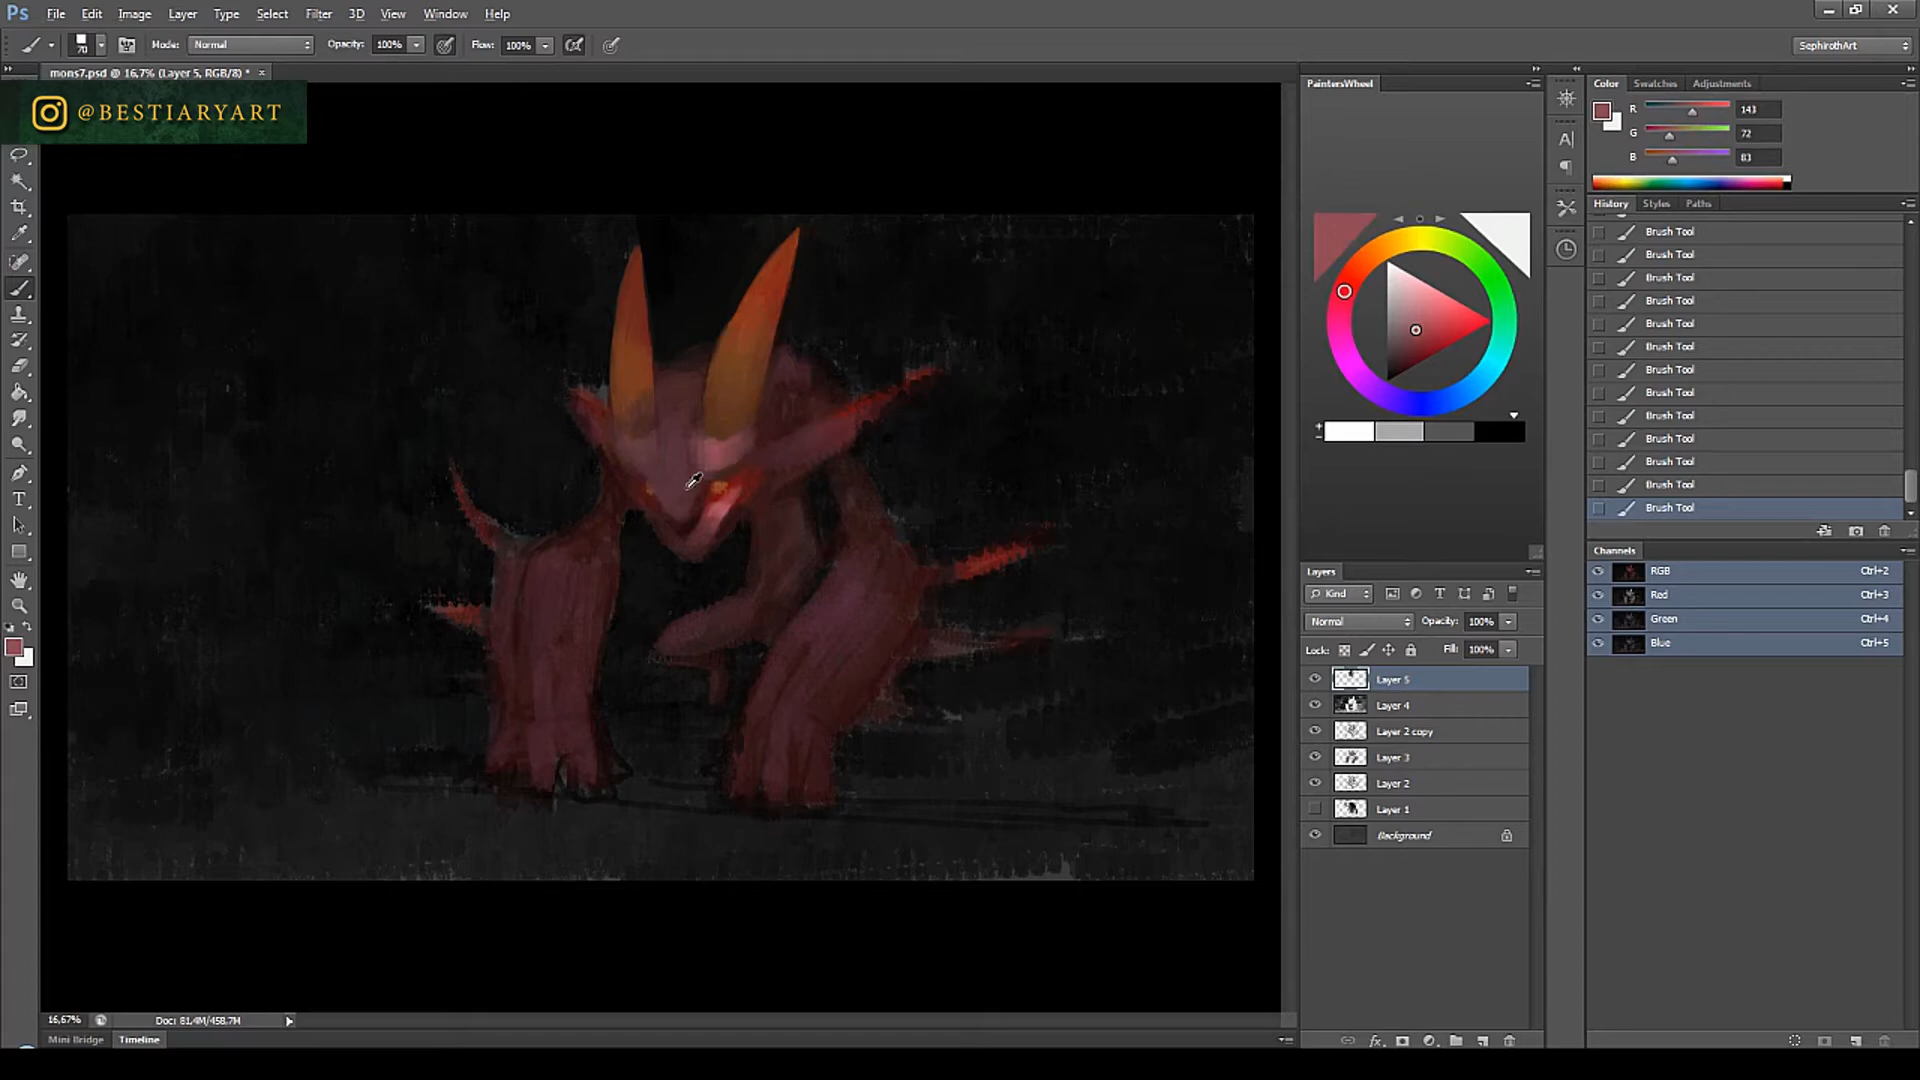 Ps File Edit Image Layer Type Select Filter 3D View Window Help
70 Mode: Normal Opacity: 100% Flow: 100% SephirothArt
mons7.psd @ 16,7% (Layer 5, RGB/8) * ×
@BESTIARYART
PaintersWheel
Color Swatches Adjustments
R 143
G 72
B 83
History Styles Paths
Brush Tool
Brush Tool
Brush Tool
Brush Tool
Brush Tool
Brush Tool
Brush Tool
Brush Tool
Brush Tool
Brush Tool
Brush Tool
Brush Tool
Brush Tool
Channels
RGB Ctrl+2
Red Ctrl+3
Green Ctrl+4
Blue Ctrl+5
Layers
Kind
Normal Opacity: 100%
Lock: Fill: 100%
Layer 5
Layer 4
Layer 2 copy
Layer 3
Layer 2
Layer 1
Background
16,67% Doc: 81,4M/458,7M
Mini Bridge Timeline